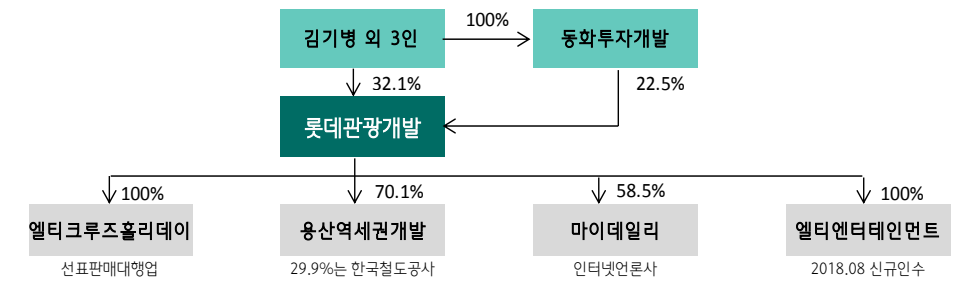 100%
김기병 외 3인
동화투자개발
32.1%
22.5%
롯데관광개발
100%
70.1%
58.5%
100%
엘티크루즈홀리데이
용산역세권개발
마이데일리
엘티엔터테인먼트
선표판매대행업
29.9%는 한국철도공사
인터넷언론사
2018.08 신규인수